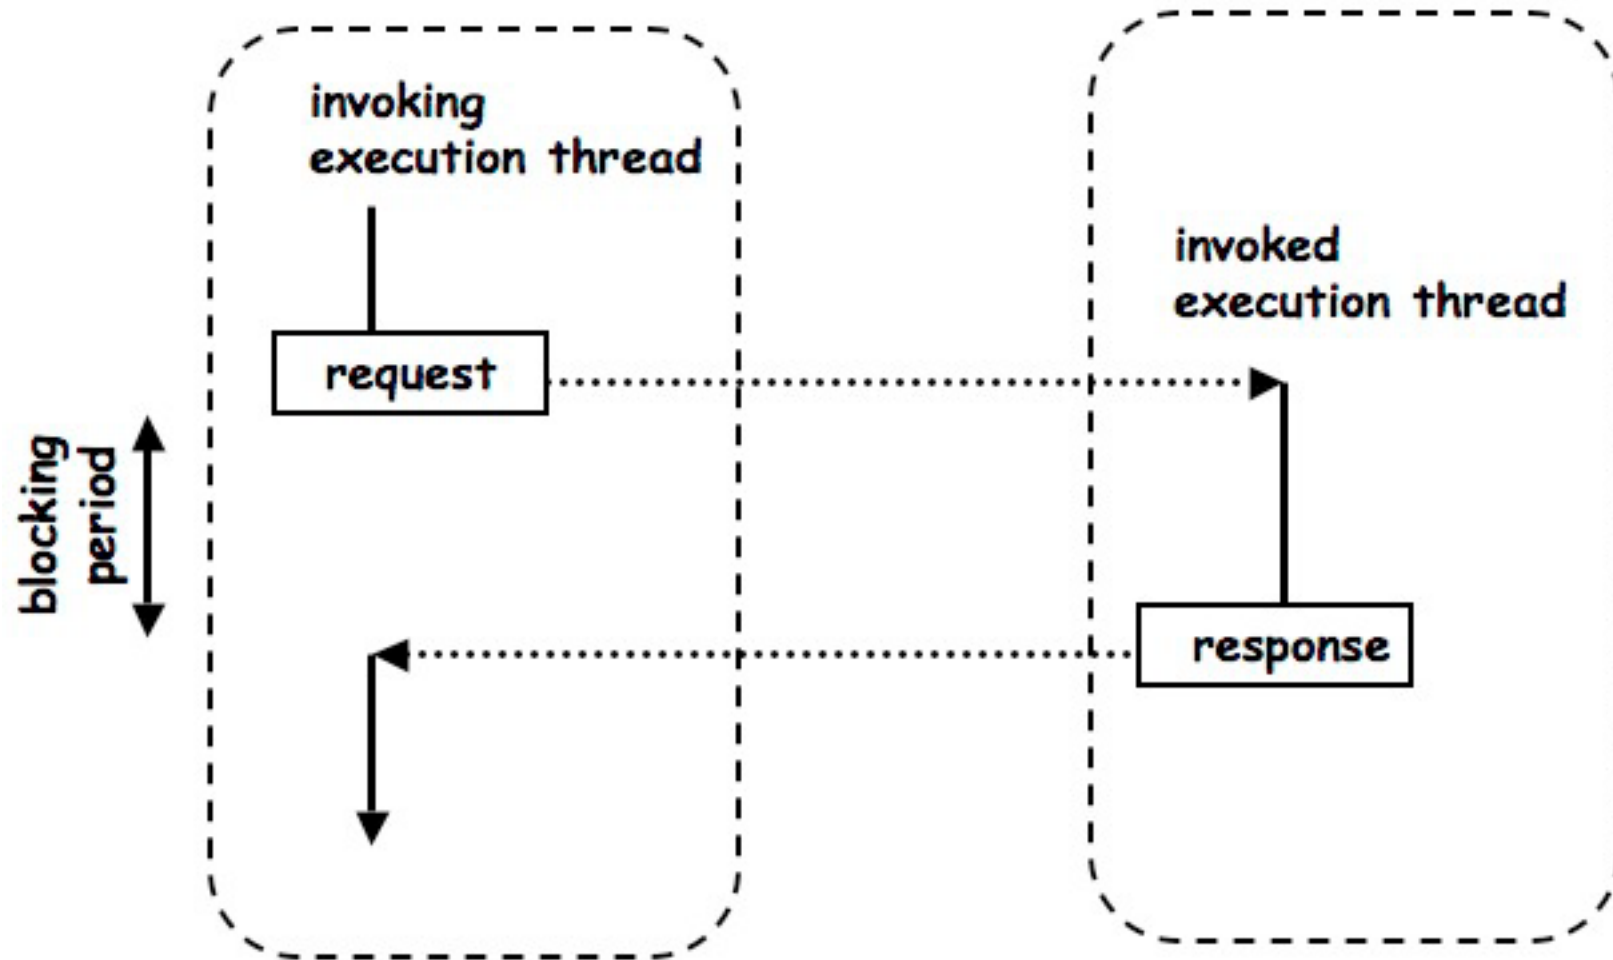 invoking
execution thread
invoked
execution thread
request
blocking
period
response